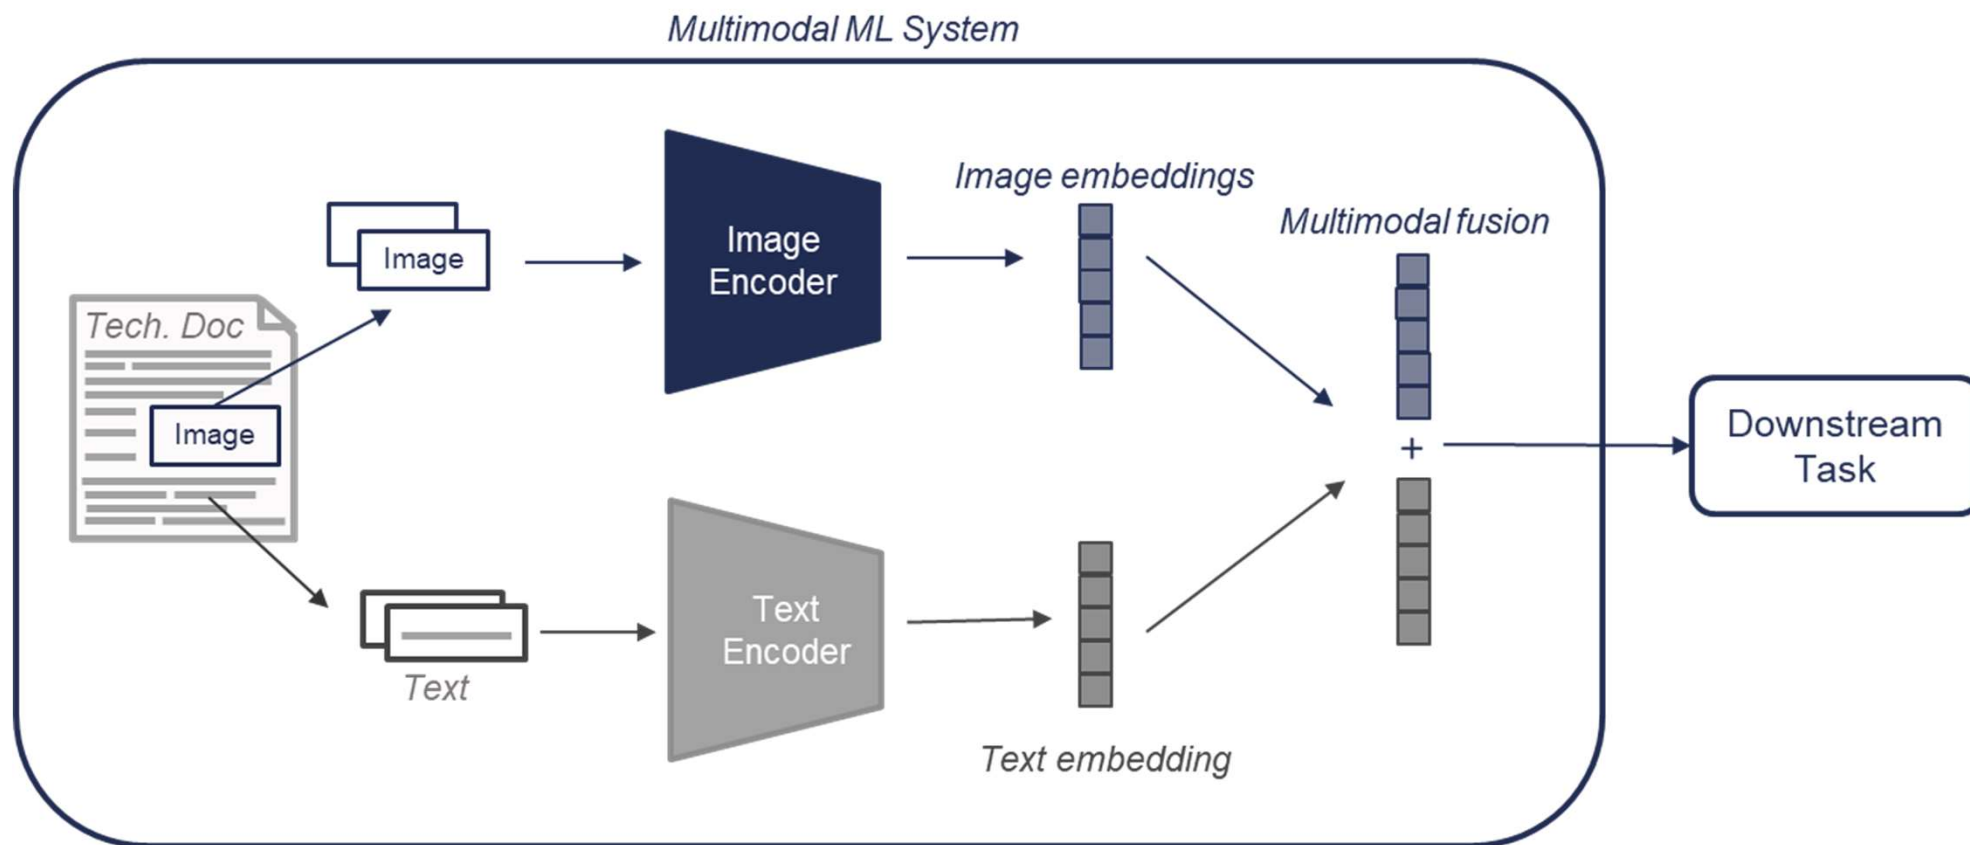 Multimodal ML System
Image embeddings
Multimodal fusion
Image
Encoder
Image
Tech. Doc
Image
+
Downstream
Task
Text
Encoder
Text
Text embedding